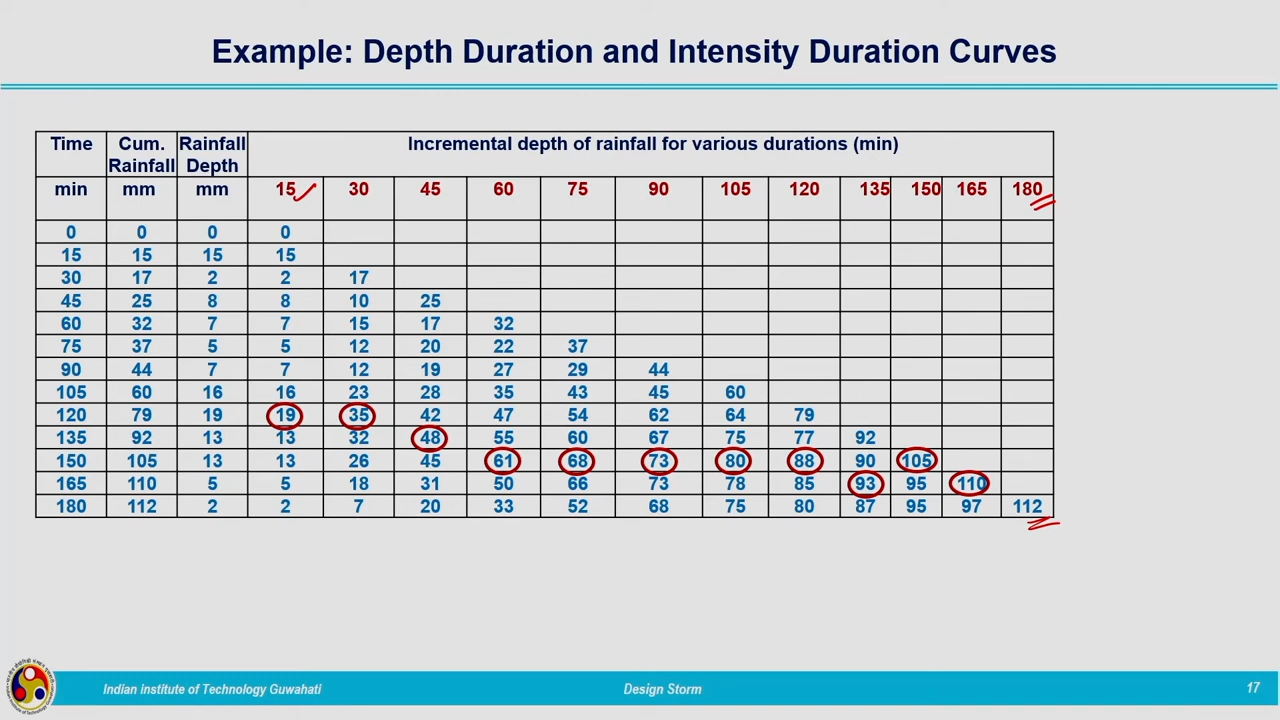 Example: Depth Duration and Intensity Duration Curves
Time Cum. Rainfall Rainfall Depth Incremental depth of rainfall for various durations (min)
min mm mm 15 30 45 60 75 90 105 120 135 150 165 180
0 0 0 0
15 15 15 15
30 17 2 2 17
45 25 8 8 10 25
60 32 7 7 15 17 32
75 37 5 5 12 20 22 37
90 44 7 7 12 19 27 29 44
105 60 16 16 23 28 35 43 45 60
120 79 19 19 35 42 47 54 62 64 79
135 92 13 13 32 48 55 60 67 75 77 92
150 105 13 13 26 45 61 68 73 80 88 90 105
165 110 5 5 18 31 50 66 73 78 85 93 95 110
180 112 2 2 7 20 33 52 68 75 80 87 95 97 112
Indian institute of Technology Guwahati Design Storm 17